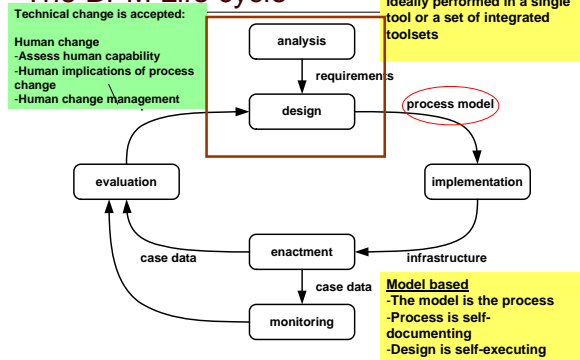 The BPM Life cycle
Technical change is accepted:
Human change
-Assess human capability
-Human implications of process
change
-Human change management
Ideally performed in a single
tool or a set of integrated
toolsets
analysis
requirements
design
process model
evaluation
implementation
enactment
case data
infrastructure
case data
monitoring
Model based
-The model is the process
-Process is self-
documenting
-Design is self-executing